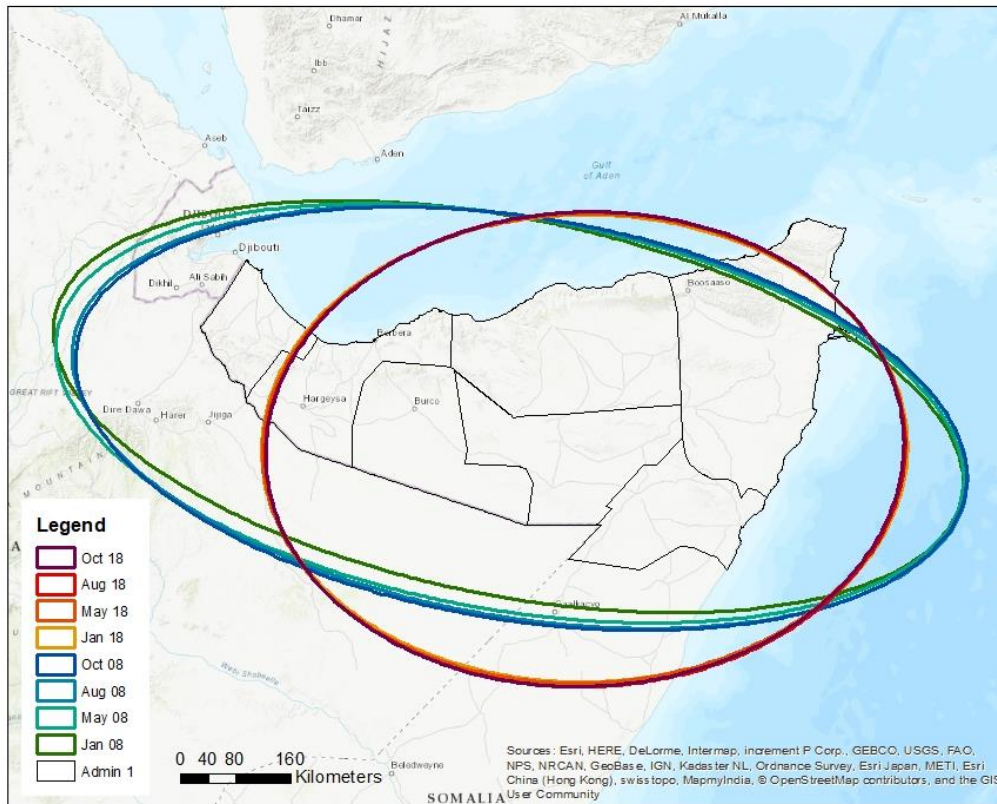 Al Mukalla
Dhamar
Ibb
HIJAZ
Taizz
Aseb
Aden
Gulf
of Aden
Djibouti
Dikhil
Ali Sabih
Boosaaso
Berbera
GREAT RIFT
Dire Dawa
Harer
Jijiga
Hargeysa
Burco
MOUNTAIN
Legend
Oct 18
Aug 18
May 18
Jan 18
Oct 08
Aug 08
May 08
Jan 08
Admin 1
Gaalkacyo
0 40 80 160
Kilometers
Beledweyne
SOMALIA
Sources: Esri, HERE, DeLorme, Intermap, increment P Corp., GEBCO, USGS, FAO,
NPS, NRCAN, GeoBase, IGN, Kadaster NL, Ordnance Survey, Esri Japan, METI, Esri
China (Hong Kong), swisstopo, MapmyIndia, © OpenStreetMap contributors, and the GIS
User Community